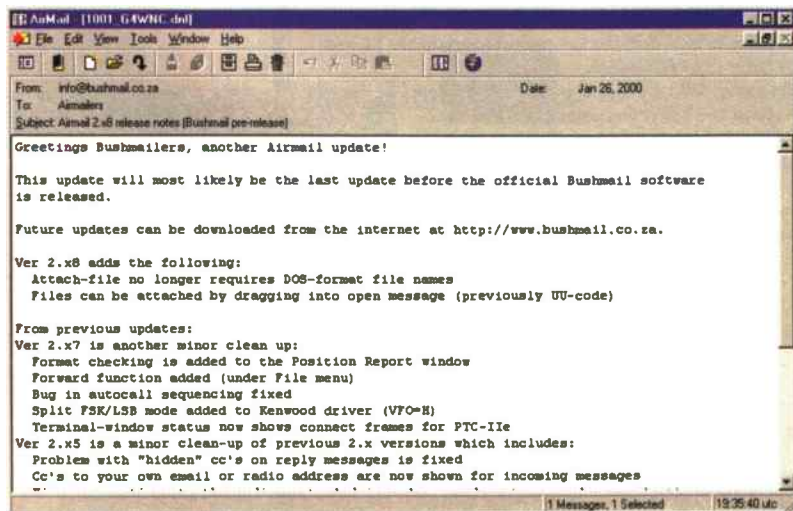 AirMail - [1001_G4WNC.dnl]
File Edit View Tools Window Help
From: info@bushmail.co.za Date: Jan 26, 2000
To: Airmailers
Subject: Airmail 2.x8 release notes [Bushmail pre-release]
Greetings Bushmailers, another Airmail update!
This update will most likely be the last update before the official Bushmail software
is released.
Future updates can be downloaded from the internet at http://www.bushmail.co.za.
Ver 2.x8 adds the following:
Attach-file no longer requires DOS-format file names
Files can be attached by dragging into open message (previously UU-code)
From previous updates:
Ver 2.x7 is another minor clean up:
Format checking is added to the Position Report window
Forward function added (under File menu)
Bug in autocall sequencing fixed
Split FSK/LSB mode added to Kenwood driver (VFO=H)
Terminal-window status now shows connect frames for PTC-IIe
Ver 2.x5 is a minor clean-up of previous 2.x versions which includes:
Problem with "hidden" cc's on reply messages is fixed
Cc's to your own email or radio address are now shown for incoming messages
1 Messages, 1 Selected 19:35:40 utc